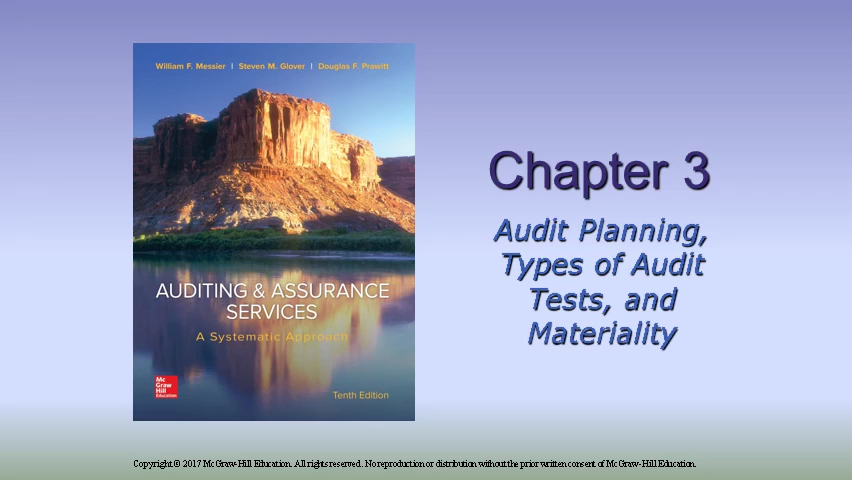 William F. Messier | Steven M. Glover | Douglas F. Prawitt
AUDITING & ASSURANCE
SERVICES
A Systematic Approach
Mc
Graw
Hill
Education
Tenth Edition
Chapter 3
Audit Planning,
Types of Audit
Tests, and
Materiality
Copyright © 2017 McGraw-Hill Education. All rights reserved. No reproduction or distribution without the prior written consent of McGraw-Hill Education.